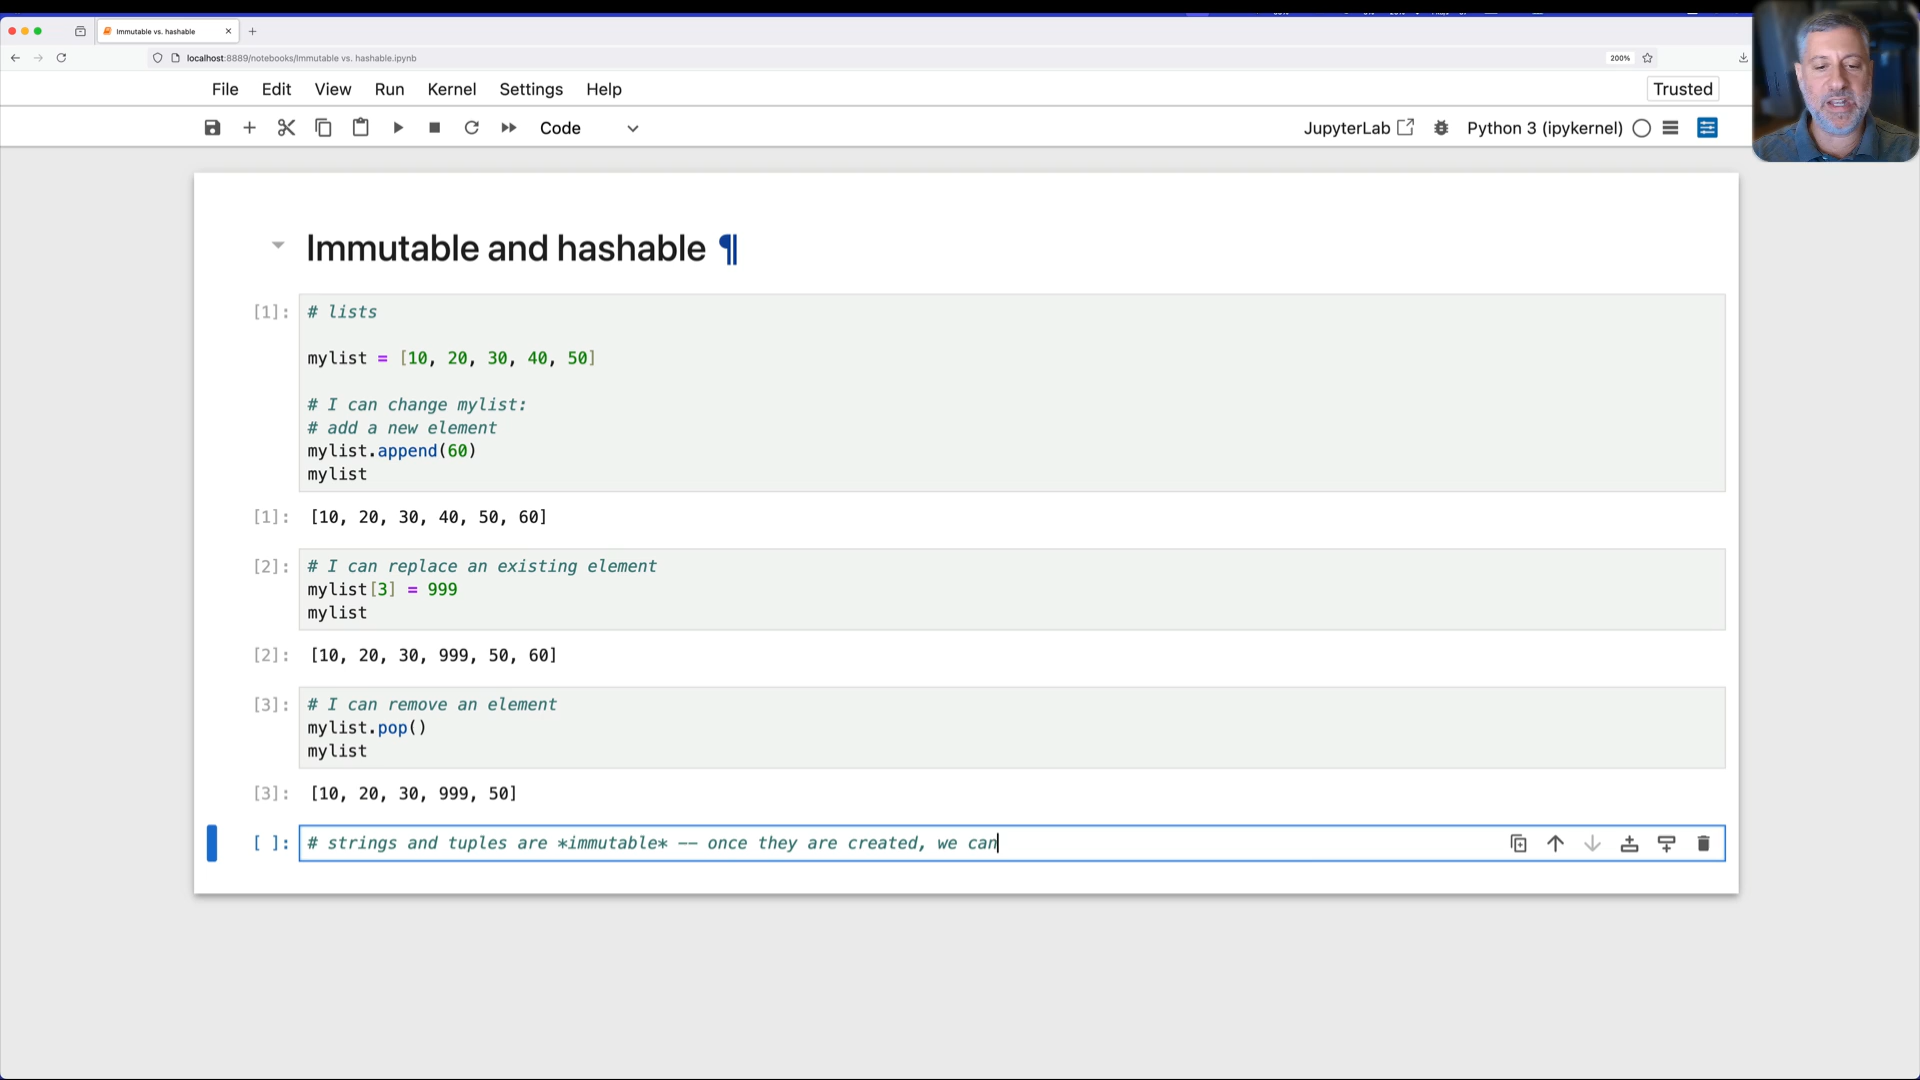 Immutable vs. hashable
localhost:8889/notebooks/Immutable vs. hashable.ipynb
200%
File Edit View Run Kernel Settings Help
Trusted
Code
JupyterLab
Python 3 (ipykernel)
Immutable and hashable ¶
[1]: # lists
mylist = [10, 20, 30, 40, 50]
# I can change mylist:
# add a new element
mylist.append(60)
mylist
[1]: [10, 20, 30, 40, 50, 60]
[2]: # I can replace an existing element
mylist[3] = 999
mylist
[2]: [10, 20, 30, 999, 50, 60]
[3]: # I can remove an element
mylist.pop()
mylist
[3]: [10, 20, 30, 999, 50]
[ ]: # strings and tuples are *immutable* -- once they are created, we can